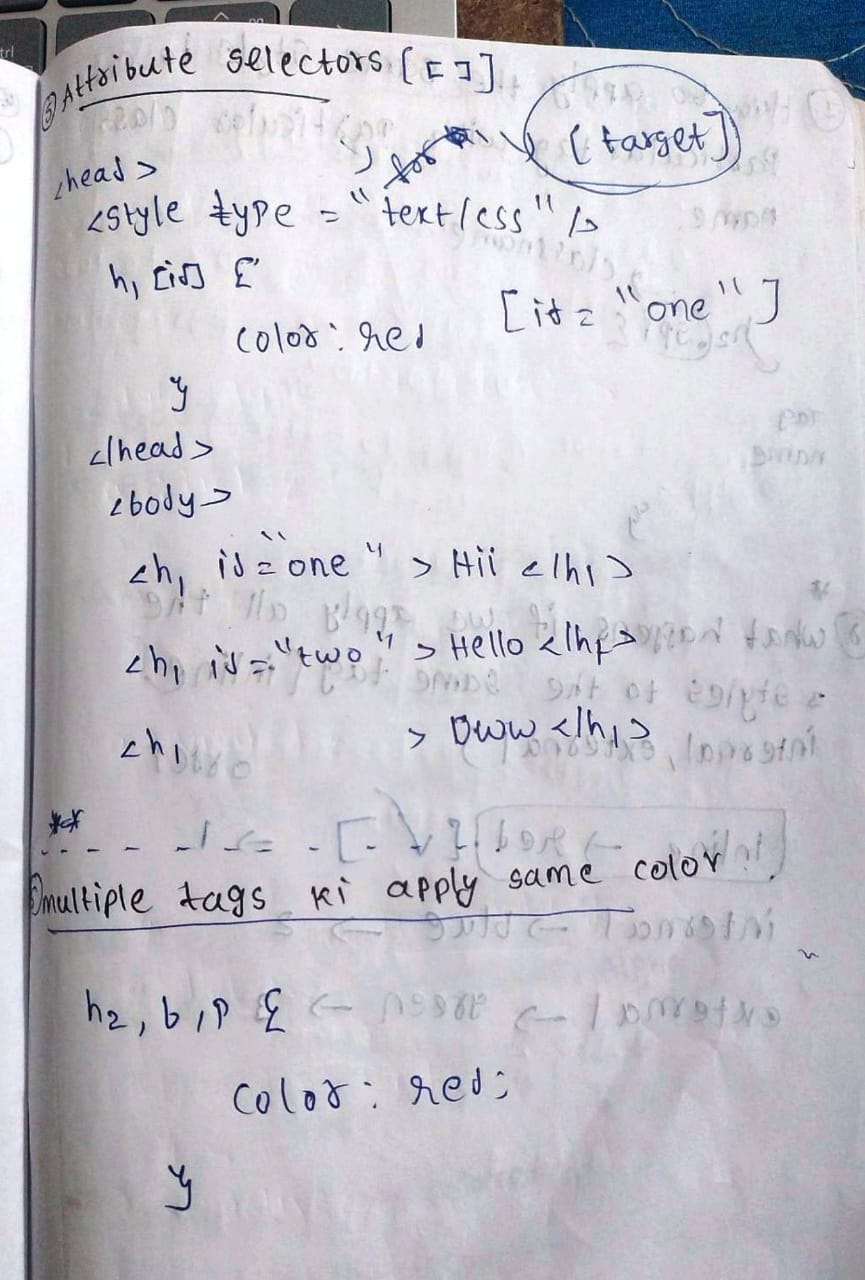 ⑤ Attribute selectors [ [ ] ]
[target]
<head>
<style type = "text/css" />
h1 [id] {
[id = "one"]
color: red
}
</head>
<body>
<h1 id = "one" > Hii </h1>
<h1 id = "two" > Hello </h1>
<h1 > Oww </h1>
**
multiple tags ki apply same color.
h2, b, p {
color: red;
}